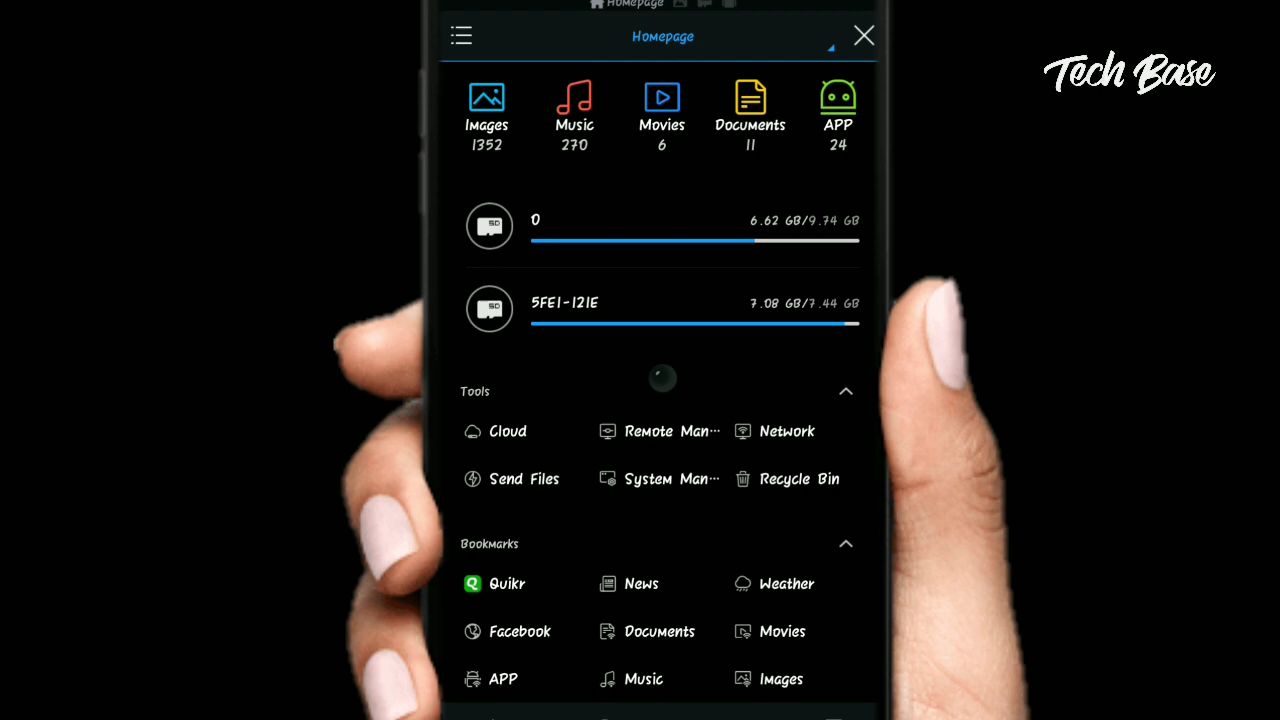 Homepage
Homepage
Tech Base
Images
Music
Movies
Documents
APP
1352
270
6
11
24
SD
0
6.62 GB/9.74 GB
SD
5FE1-121E
7.08 GB/7.44 GB
Tools
Cloud
Remote Man···
Network
Send Files
System Man···
Recycle Bin
Bookmarks
Q Quikr
News
Weather
Facebook
Documents
Movies
APP
Music
Images